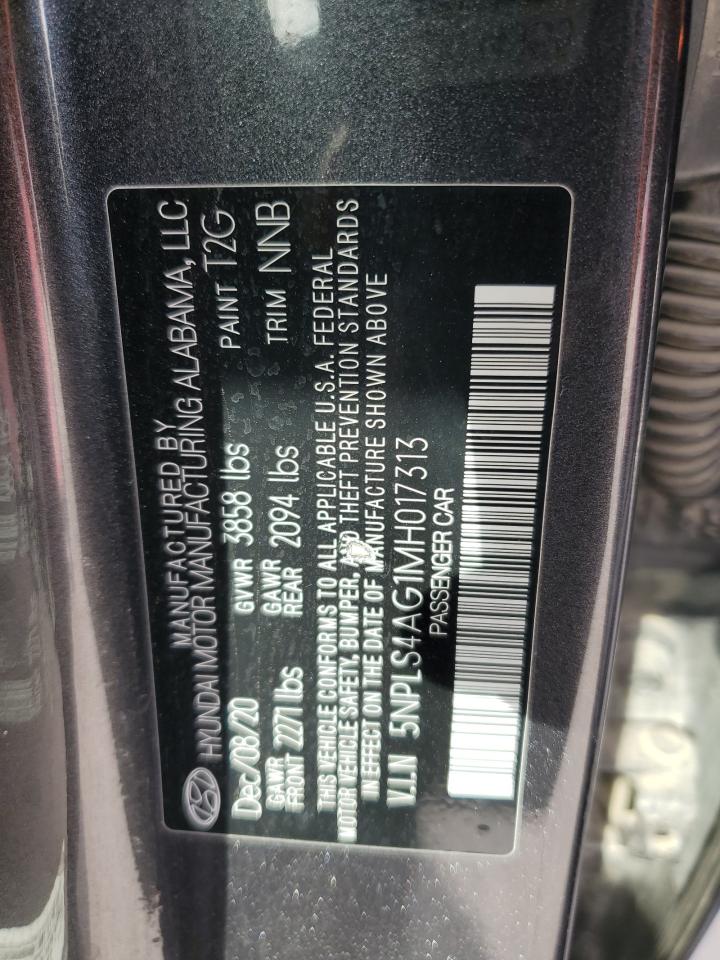 MANUFACTURED BY
HYUNDAI MOTOR MANUFACTURING ALABAMA, LLC
Dec/08/20 GVWR 3858 lbs PAINT T2G
GAWR FRONT 2271 lbs GAWR REAR 2094 lbs TRIM NNB
THIS VEHICLE CONFORMS TO ALL APPLICABLE U.S.A. FEDERAL
MOTOR VEHICLE SAFETY, BUMPER, AND THEFT PREVENTION STANDARDS
IN EFFECT ON THE DATE OF MANUFACTURE SHOWN ABOVE
V.I.N 5NPLS4AG1MH017313
PASSENGER CAR